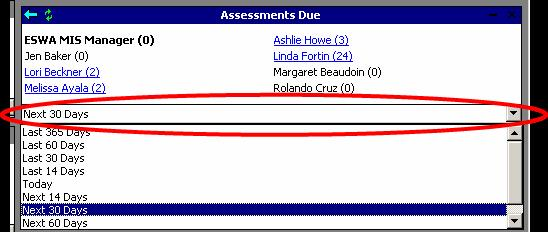 Assessments Due
ESWA MIS Manager (0)
Ashlie Howe (3)
Jen Baker (0)
Linda Fortin (24)
Lori Beckner (2)
Margaret Beaudoin (0)
Melissa Ayala (2)
Rolando Cruz (0)
Next 30 Days
Last 365 Days
Last 60 Days
Last 30 Days
Last 14 Days
Today
Next 14 Days
Next 30 Days
Next 60 Days